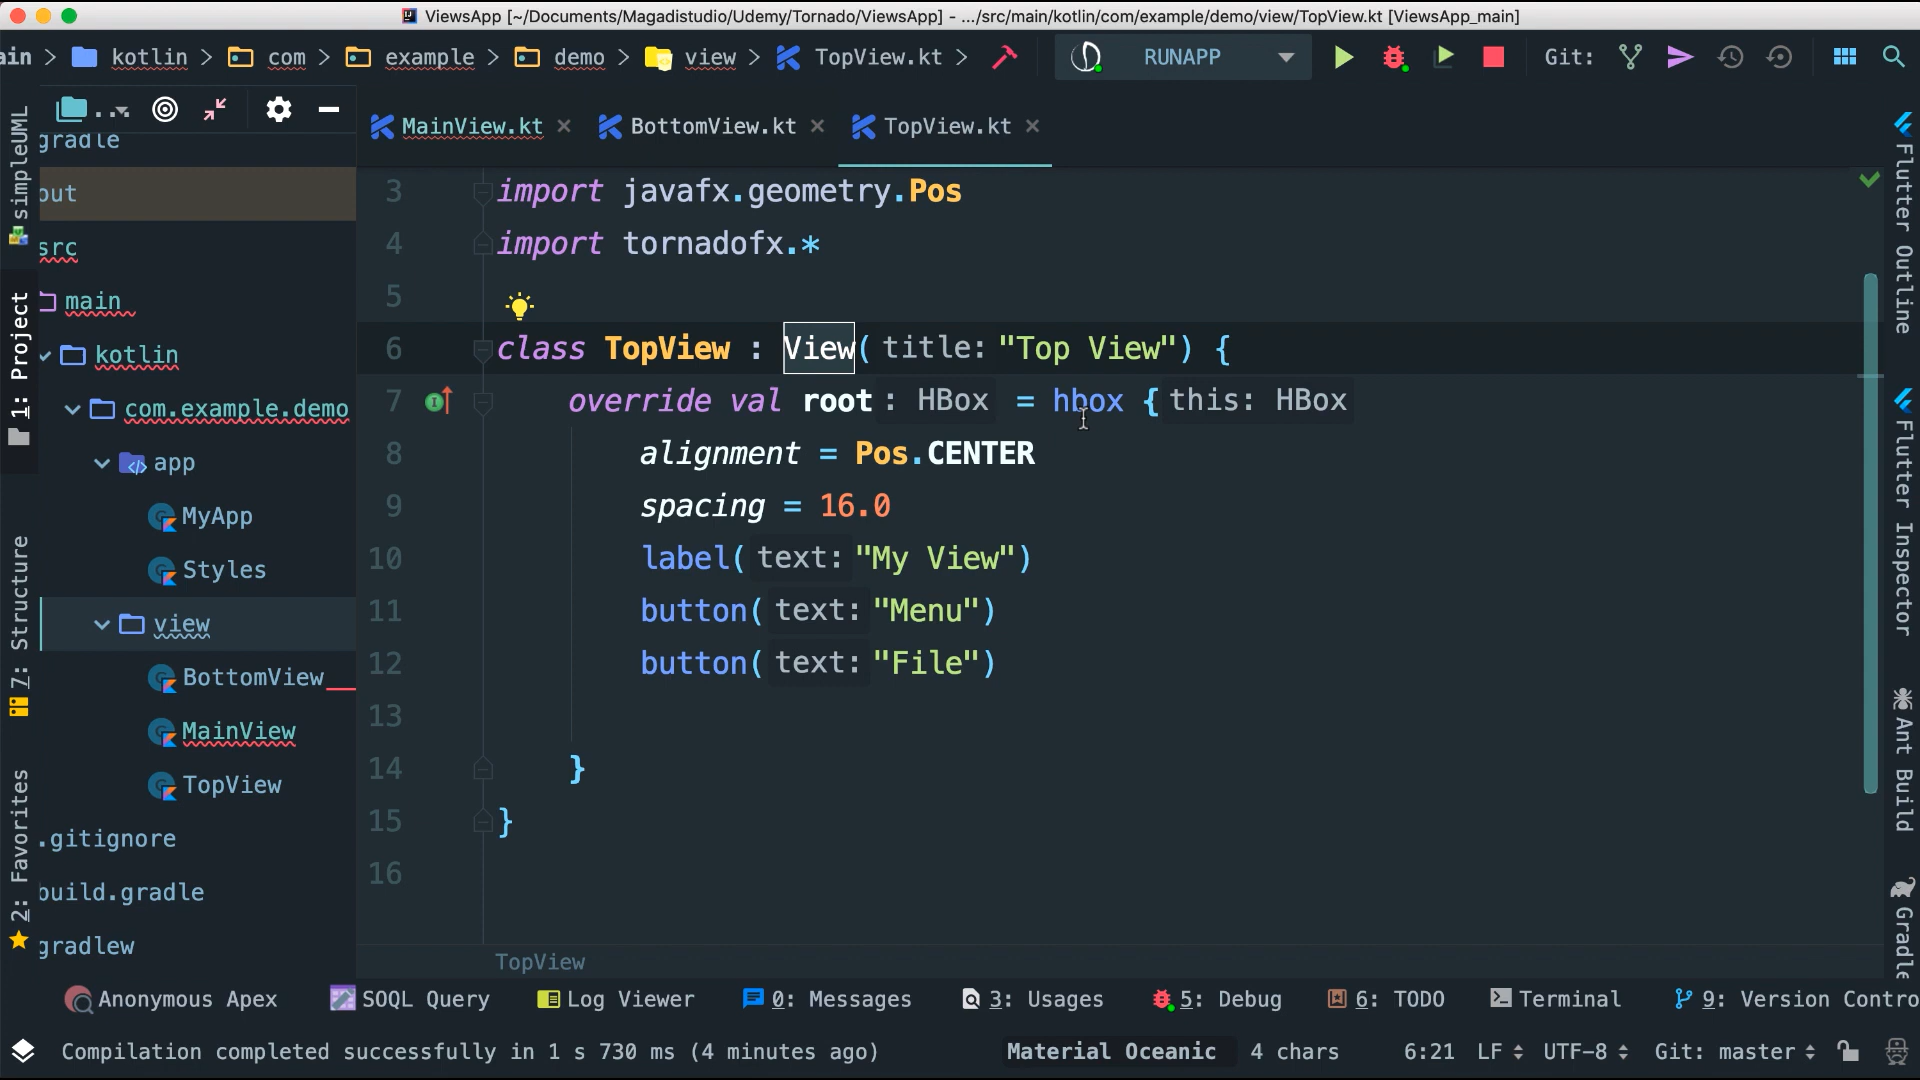 ViewsApp [~/Documents/Magadistudio/Udemy/Tornado/ViewsApp] - .../src/main/kotlin/com/example/demo/view/TopView.kt [ViewsApp_main]
ain > kotlin > com > example > demo > view > TopView.kt > RUNAPP Git:
MainView.kt BottomView.kt TopView.kt
simpleUML
1: Project
7: Structure
2: Favorites
gradle
out
src
main
kotlin
com.example.demo
app
MyApp
Styles
view
BottomView
MainView
TopView
.gitignore
build.gradle
gradlew
3 import javafx.geometry.Pos
4 import tornadofx.*
5
6 class TopView : View( title: "Top View") {
7 override val root : HBox = hbox { this: HBox
8 alignment = Pos.CENTER
9 spacing = 16.0
10 label( text: "My View")
11 button( text: "Menu")
12 button( text: "File")
13
14 }
15 }
16
TopView
Flutter Outline
Flutter Inspector
Ant Build
Gradle
Anonymous Apex SOQL Query Log Viewer 0: Messages 3: Usages 5: Debug 6: TODO Terminal 9: Version Contro
Compilation completed successfully in 1 s 730 ms (4 minutes ago) Material Oceanic 4 chars 6:21 LF UTF-8 Git: master